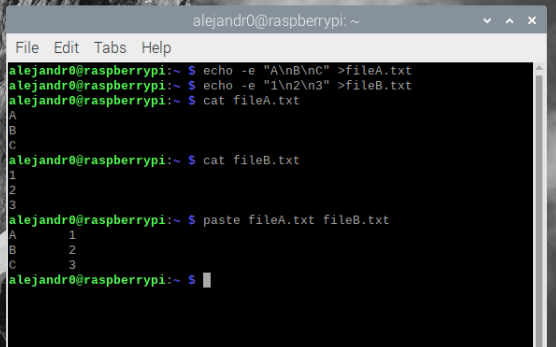 alejandr0@raspberrypi: ~
File Edit Tabs Help
alejandr0@raspberrypi:~ $ echo -e "A\nB\nC" >fileA.txt
alejandr0@raspberrypi:~ $ echo -e "1\n2\n3" >fileB.txt
alejandr0@raspberrypi:~ $ cat fileA.txt
A
B
C
alejandr0@raspberrypi:~ $ cat fileB.txt
1
2
3
alejandr0@raspberrypi:~ $ paste fileA.txt fileB.txt
A	1
B	2
C	3
alejandr0@raspberrypi:~ $